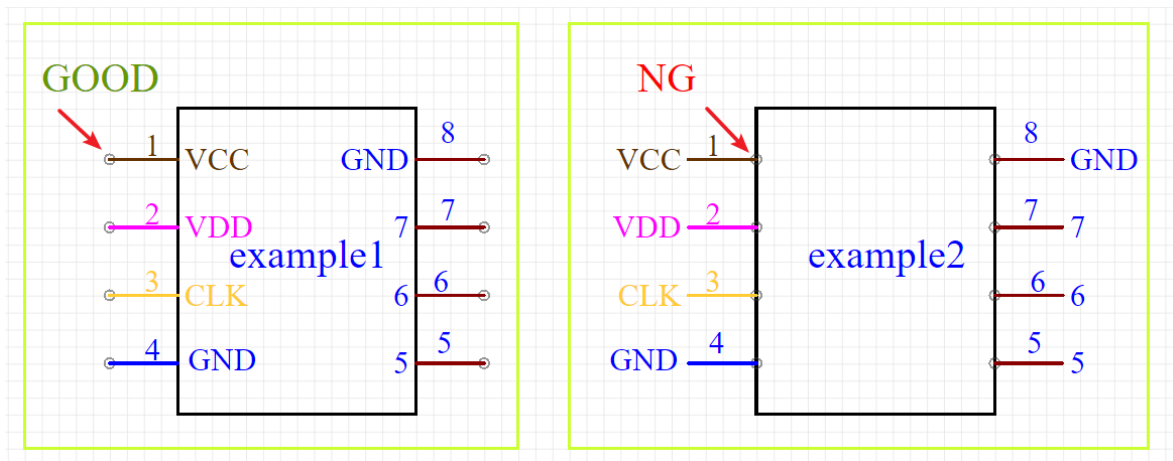 GOOD
1 VCC GND 8
2 VDD 7 7
example1
3 CLK 6 6
4 GND 5 5
NG
VCC 1 8 GND
VDD 2 7 7
example2
CLK 3 6 6
GND 4 5 5